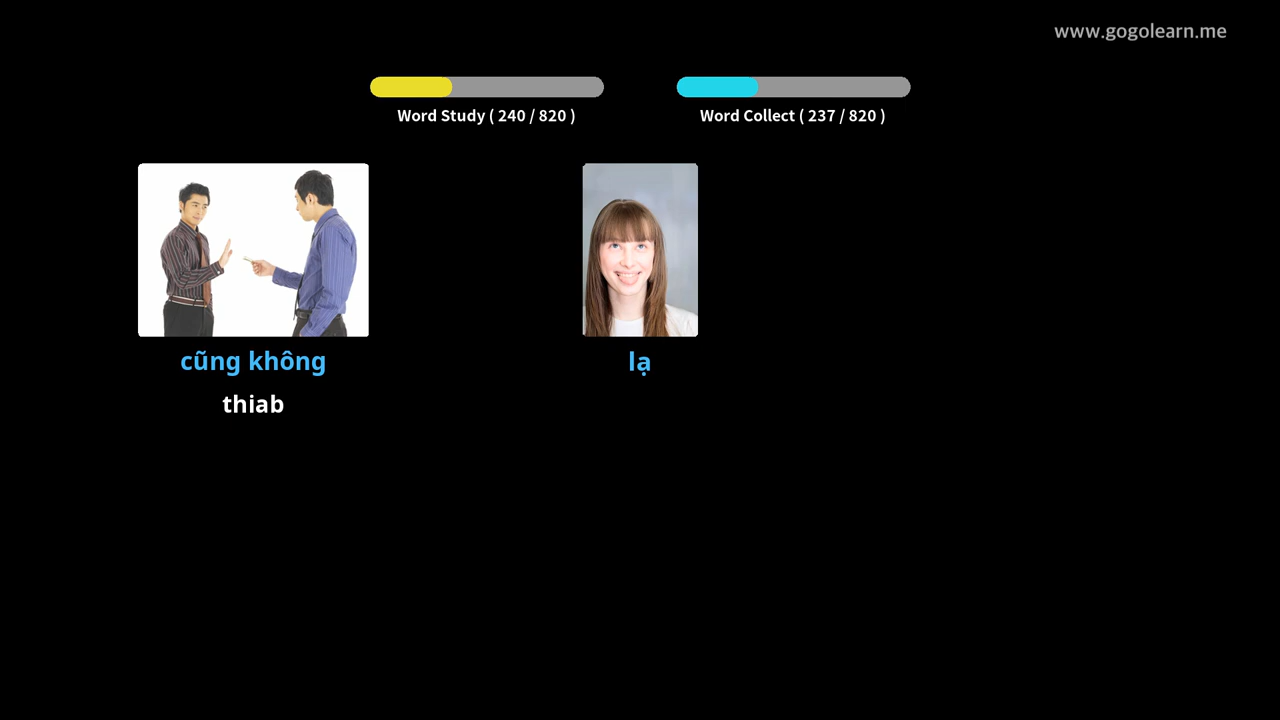 www.gogolearn.me
Word Study ( 240 / 820 )
Word Collect ( 237 / 820 )
cũng không
thiab
lạ